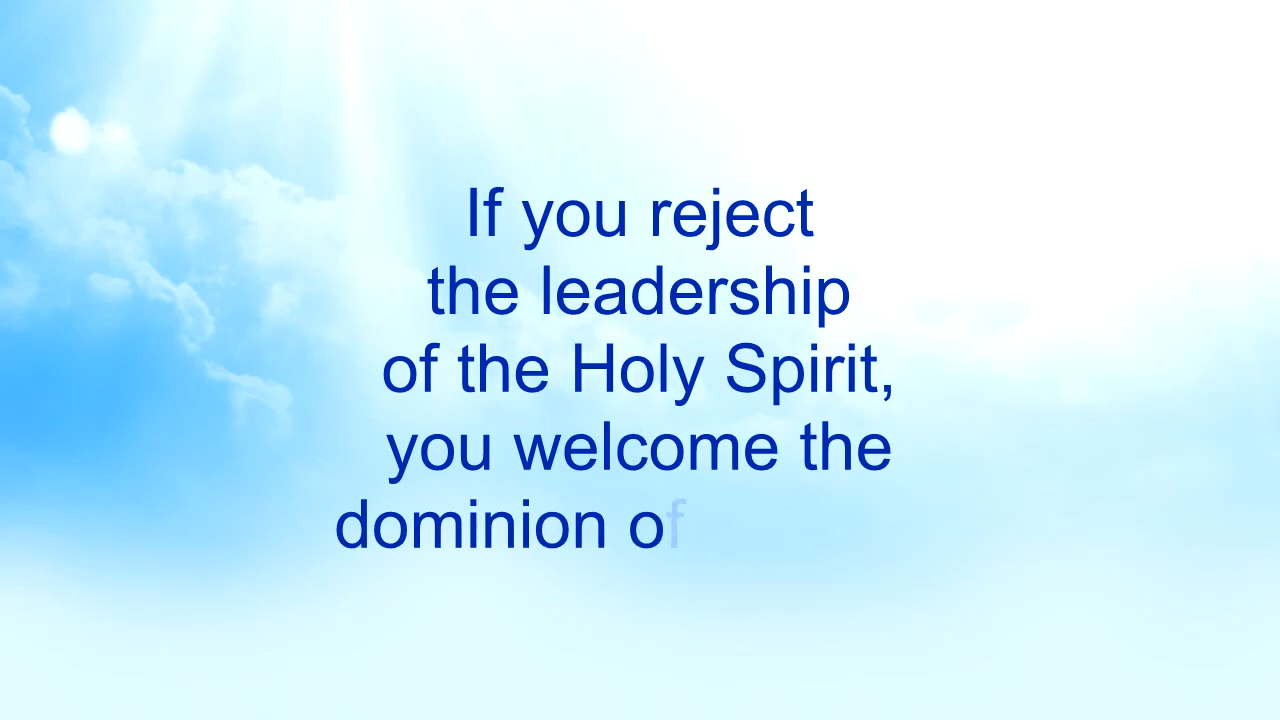 If you reject
the leadership
of the Holy Spirit,
you welcome the
dominion of